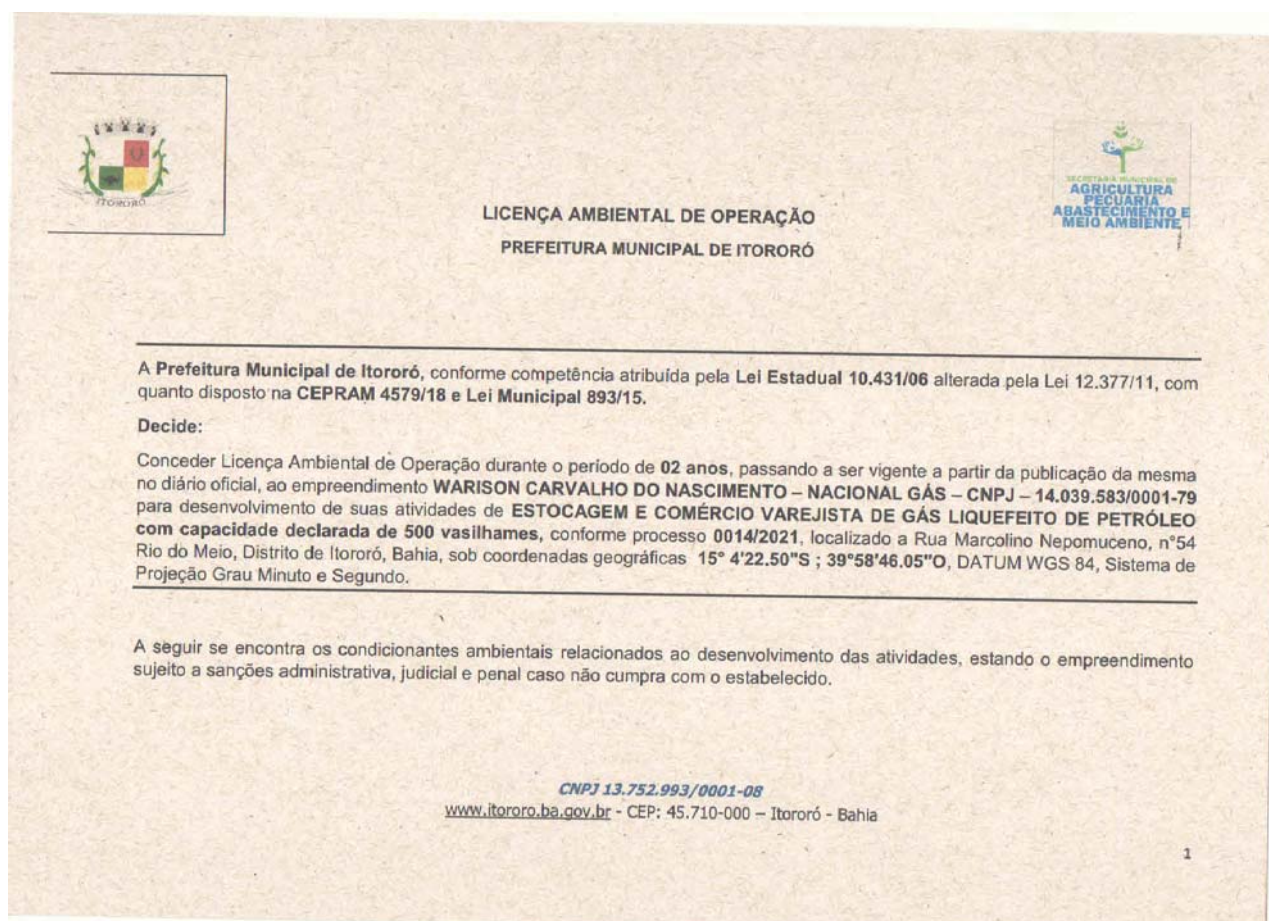 ITORORÓ
SECRETARIA MUNICIPAL DE
AGRICULTURA
PECUÁRIA
ABASTECIMENTO E
MEIO AMBIENTE
LICENÇA AMBIENTAL DE OPERAÇÃO
PREFEITURA MUNICIPAL DE ITORORÓ
A Prefeitura Municipal de Itororó, conforme competência atribuída pela Lei Estadual 10.431/06 alterada pela Lei 12.377/11, com
quanto disposto na CEPRAM 4579/18 e Lei Municipal 893/15.
Decide:
Conceder Licença Ambiental de Operação durante o período de 02 anos, passando a ser vigente a partir da publicação da mesma
no diário oficial, ao empreendimento WARISON CARVALHO DO NASCIMENTO – NACIONAL GÁS – CNPJ – 14.039.583/0001-79
para desenvolvimento de suas atividades de ESTOCAGEM E COMÉRCIO VAREJISTA DE GÁS LIQUEFEITO DE PETRÓLEO
com capacidade declarada de 500 vasilhames, conforme processo 0014/2021, localizado a Rua Marcolino Nepomuceno, n°54
Rio do Meio, Distrito de Itororó, Bahia, sob coordenadas geográficas 15° 4'22.50"S ; 39°58'46.05"O, DATUM WGS 84, Sistema de
Projeção Grau Minuto e Segundo.
A seguir se encontra os condicionantes ambientais relacionados ao desenvolvimento das atividades, estando o empreendimento
sujeito a sanções administrativa, judicial e penal caso não cumpra com o estabelecido.
CNPJ 13.752.993/0001-08
www.itororo.ba.gov.br - CEP: 45.710-000 – Itororó - Bahia
1